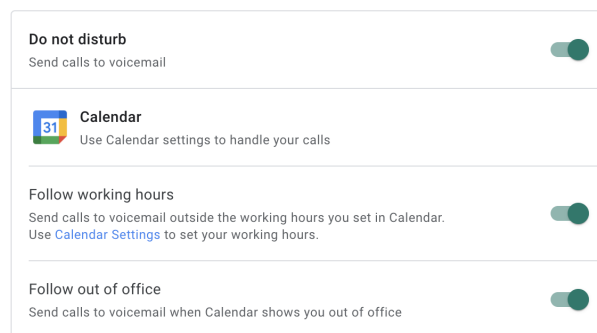 Do not disturb
Send calls to voicemail
31
Calendar
Use Calendar settings to handle your calls
Follow working hours
Send calls to voicemail outside the working hours you set in Calendar.
Use Calendar Settings to set your working hours.
Follow out of office
Send calls to voicemail when Calendar shows you out of office